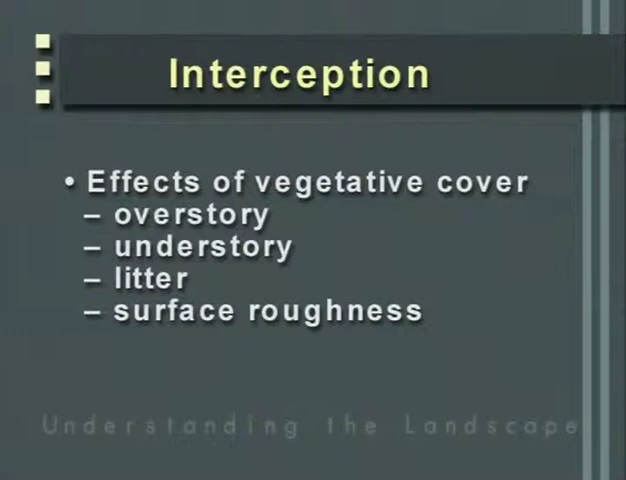 Interception
• Effects of vegetative cover
– overstory
– understory
– litter
– surface roughness
Understanding the Landscape